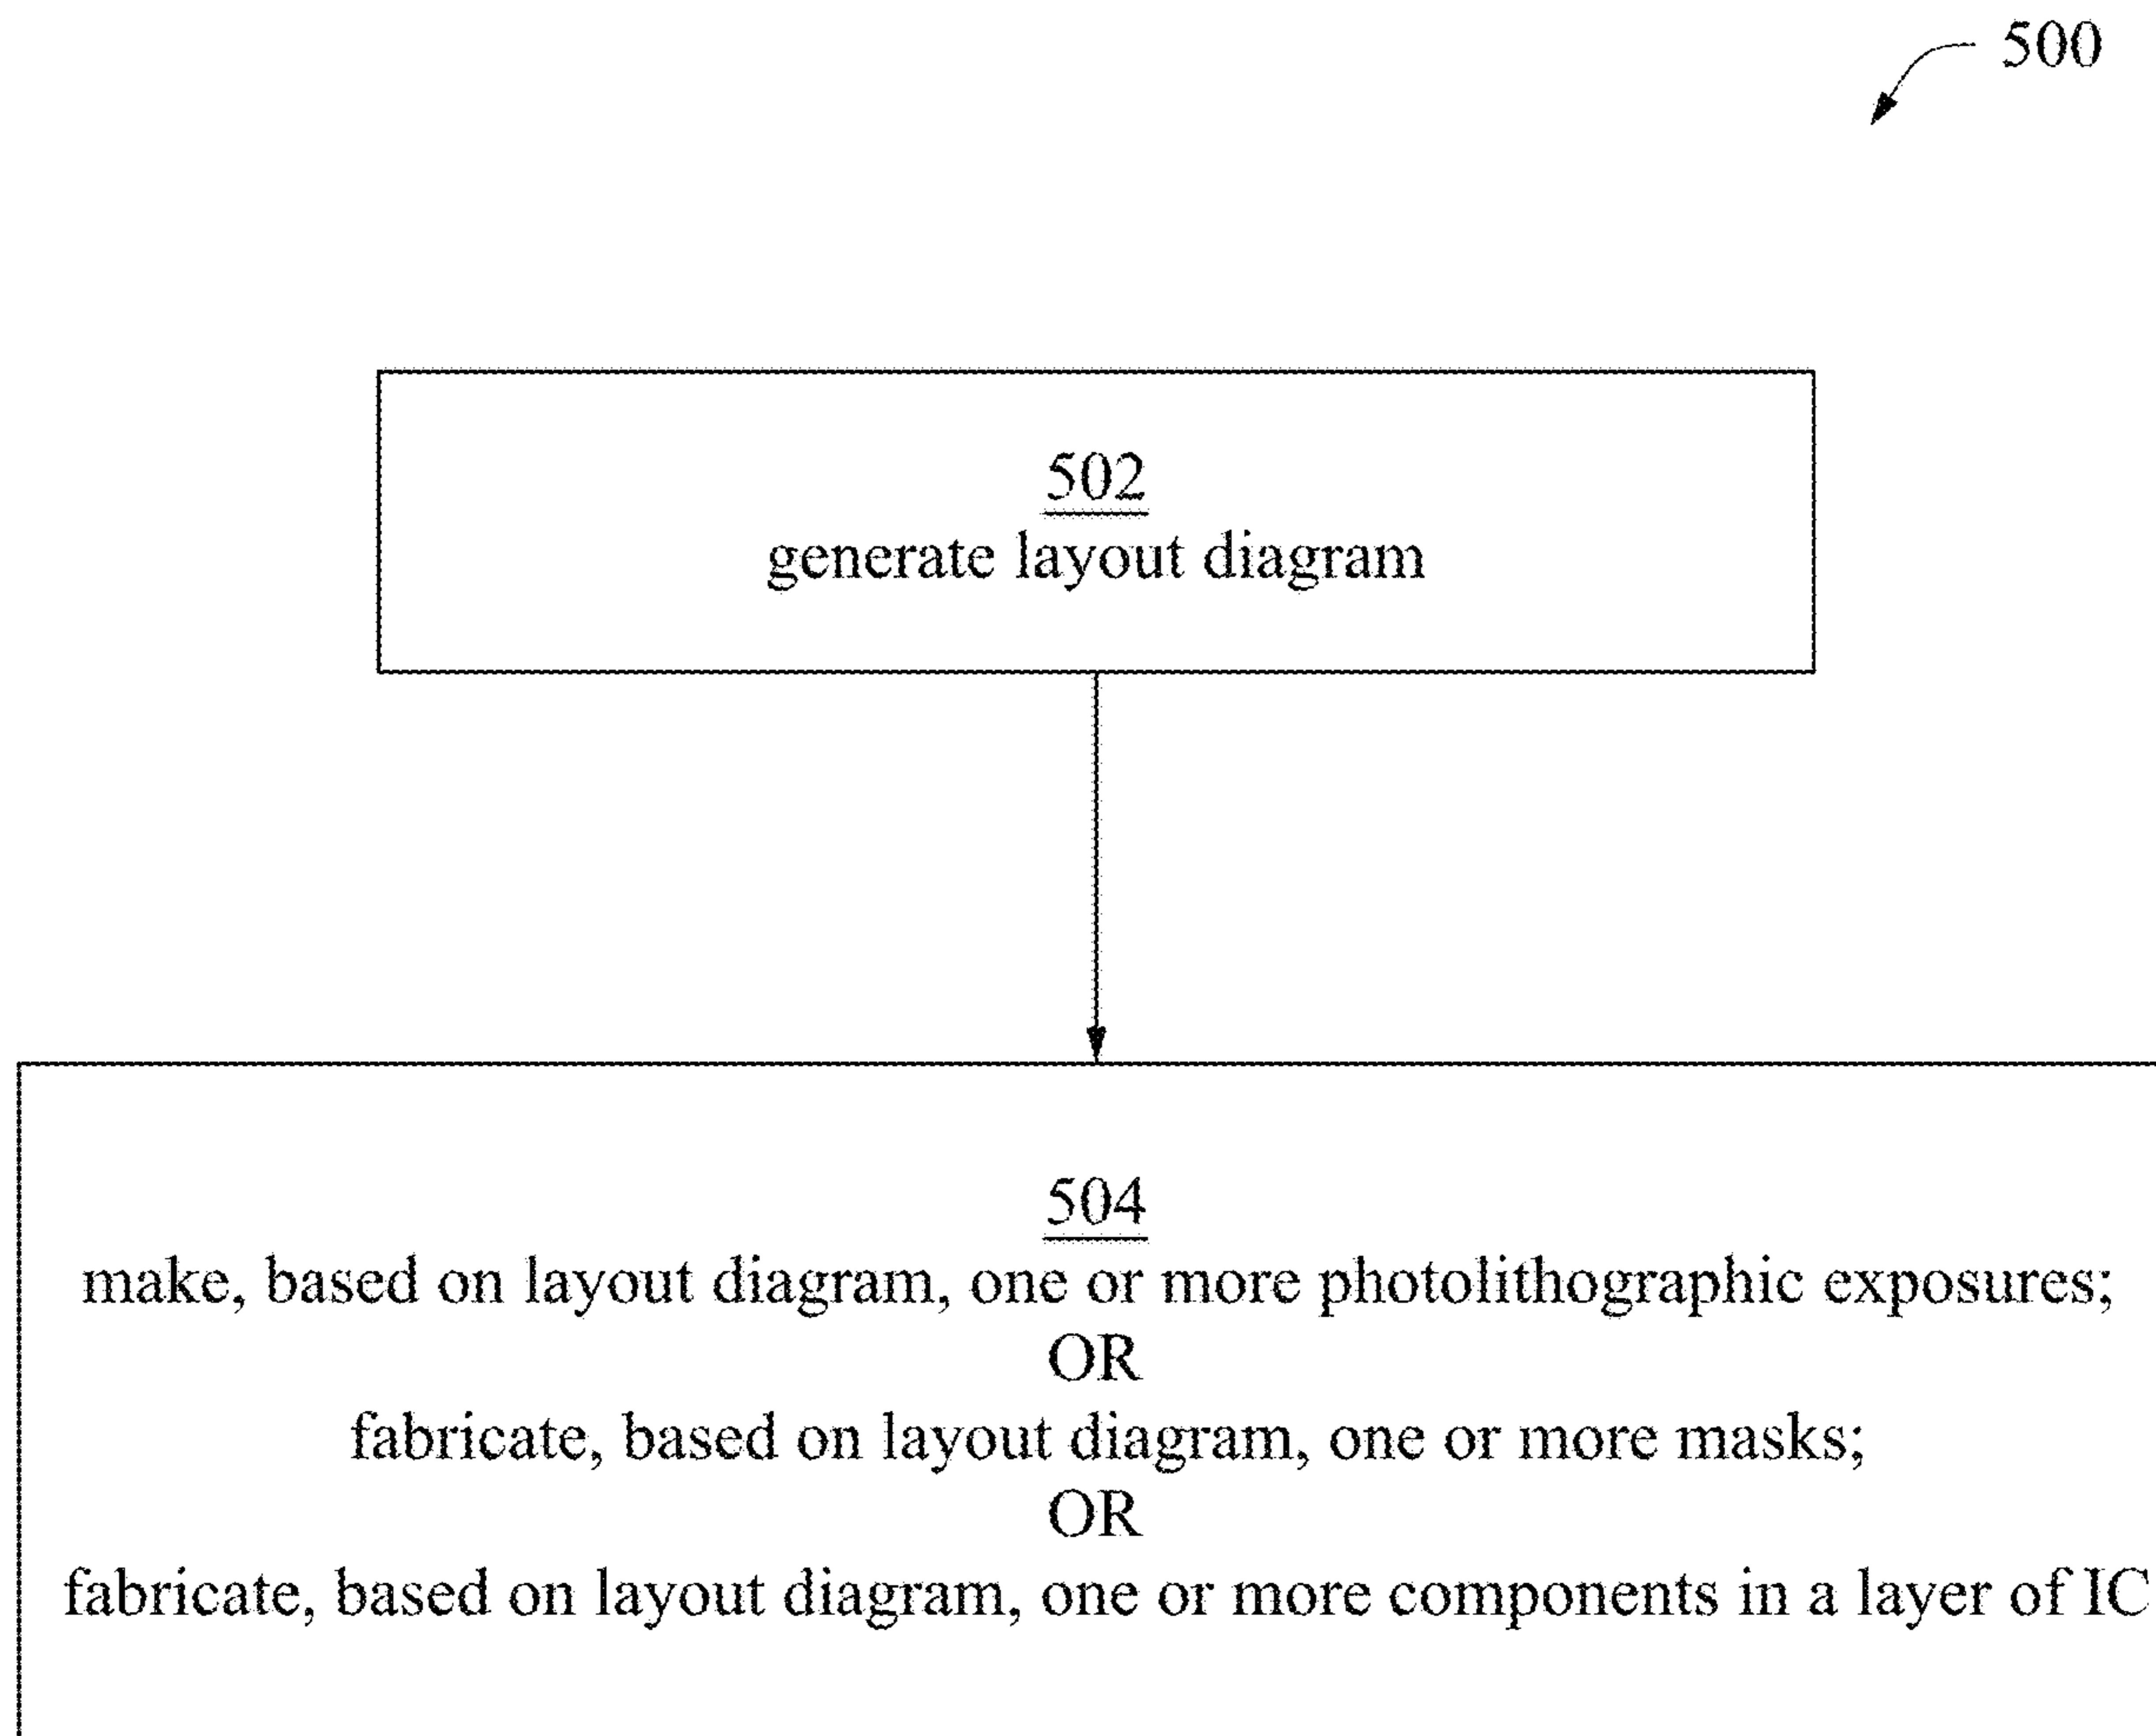 500
502
generate layout diagram
504
make, based on layout diagram, one or more photolithographic exposures;
OR
fabricate, based on layout diagram, one or more masks;
OR
fabricate, based on layout diagram, one or more components in a layer of IC